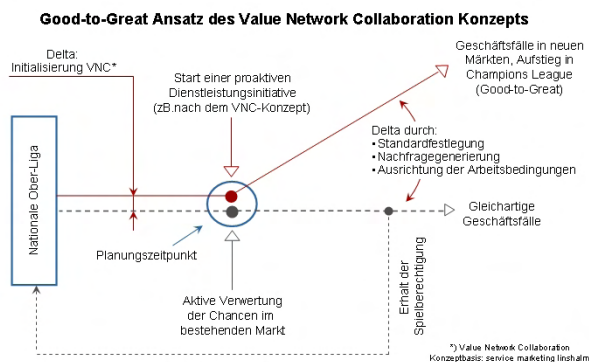 Good-to-Great Ansatz des Value Network Collaboration Konzepts
Delta:
Initialisierung VNC*
Start einer proaktiven
Dienstleistungsinitiative
(zB.nach dem VNC-Konzept)
Geschäftsfälle in neuen
Märkten, Aufstieg in
Champions League
(Good-to-Great)
Delta durch:
▪ Standardfestlegung
▪ Nachfragegenerierung
▪ Ausrichtung der Arbeitsbedingungen
Nationale Ober-Liga
Gleichartige
Geschäftsfälle
Planungszeitpunkt
Aktive Verwertung
der Chancen im
bestehenden Markt
Erhalt der
Spielberechtigung
*) Value Network Collaboration
Konzeptbasis: service marketing linshalm